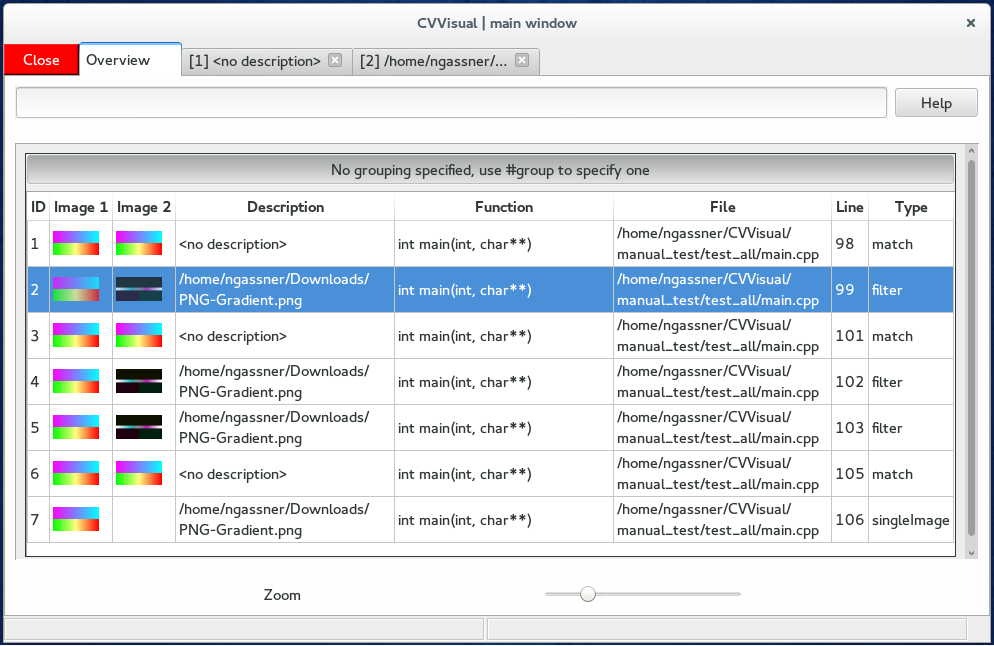 CVVisual | main window
Close Overview [1] <no description> [2] /home/ngassner/...
Help
No grouping specified, use #group to specify one
ID Image 1 Image 2 Description Function File Line Type
1 <no description> int main(int, char**) /home/ngassner/CVVisual/
manual_test/test_all/main.cpp 98 match
2 /home/ngassner/Downloads/
PNG-Gradient.png int main(int, char**) /home/ngassner/CVVisual/
manual_test/test_all/main.cpp 99 filter
3 <no description> int main(int, char**) /home/ngassner/CVVisual/
manual_test/test_all/main.cpp 101 match
4 /home/ngassner/Downloads/
PNG-Gradient.png int main(int, char**) /home/ngassner/CVVisual/
manual_test/test_all/main.cpp 102 filter
5 /home/ngassner/Downloads/
PNG-Gradient.png int main(int, char**) /home/ngassner/CVVisual/
manual_test/test_all/main.cpp 103 filter
6 <no description> int main(int, char**) /home/ngassner/CVVisual/
manual_test/test_all/main.cpp 105 match
7 /home/ngassner/Downloads/
PNG-Gradient.png int main(int, char**) /home/ngassner/CVVisual/
manual_test/test_all/main.cpp 106 singleImage
Zoom